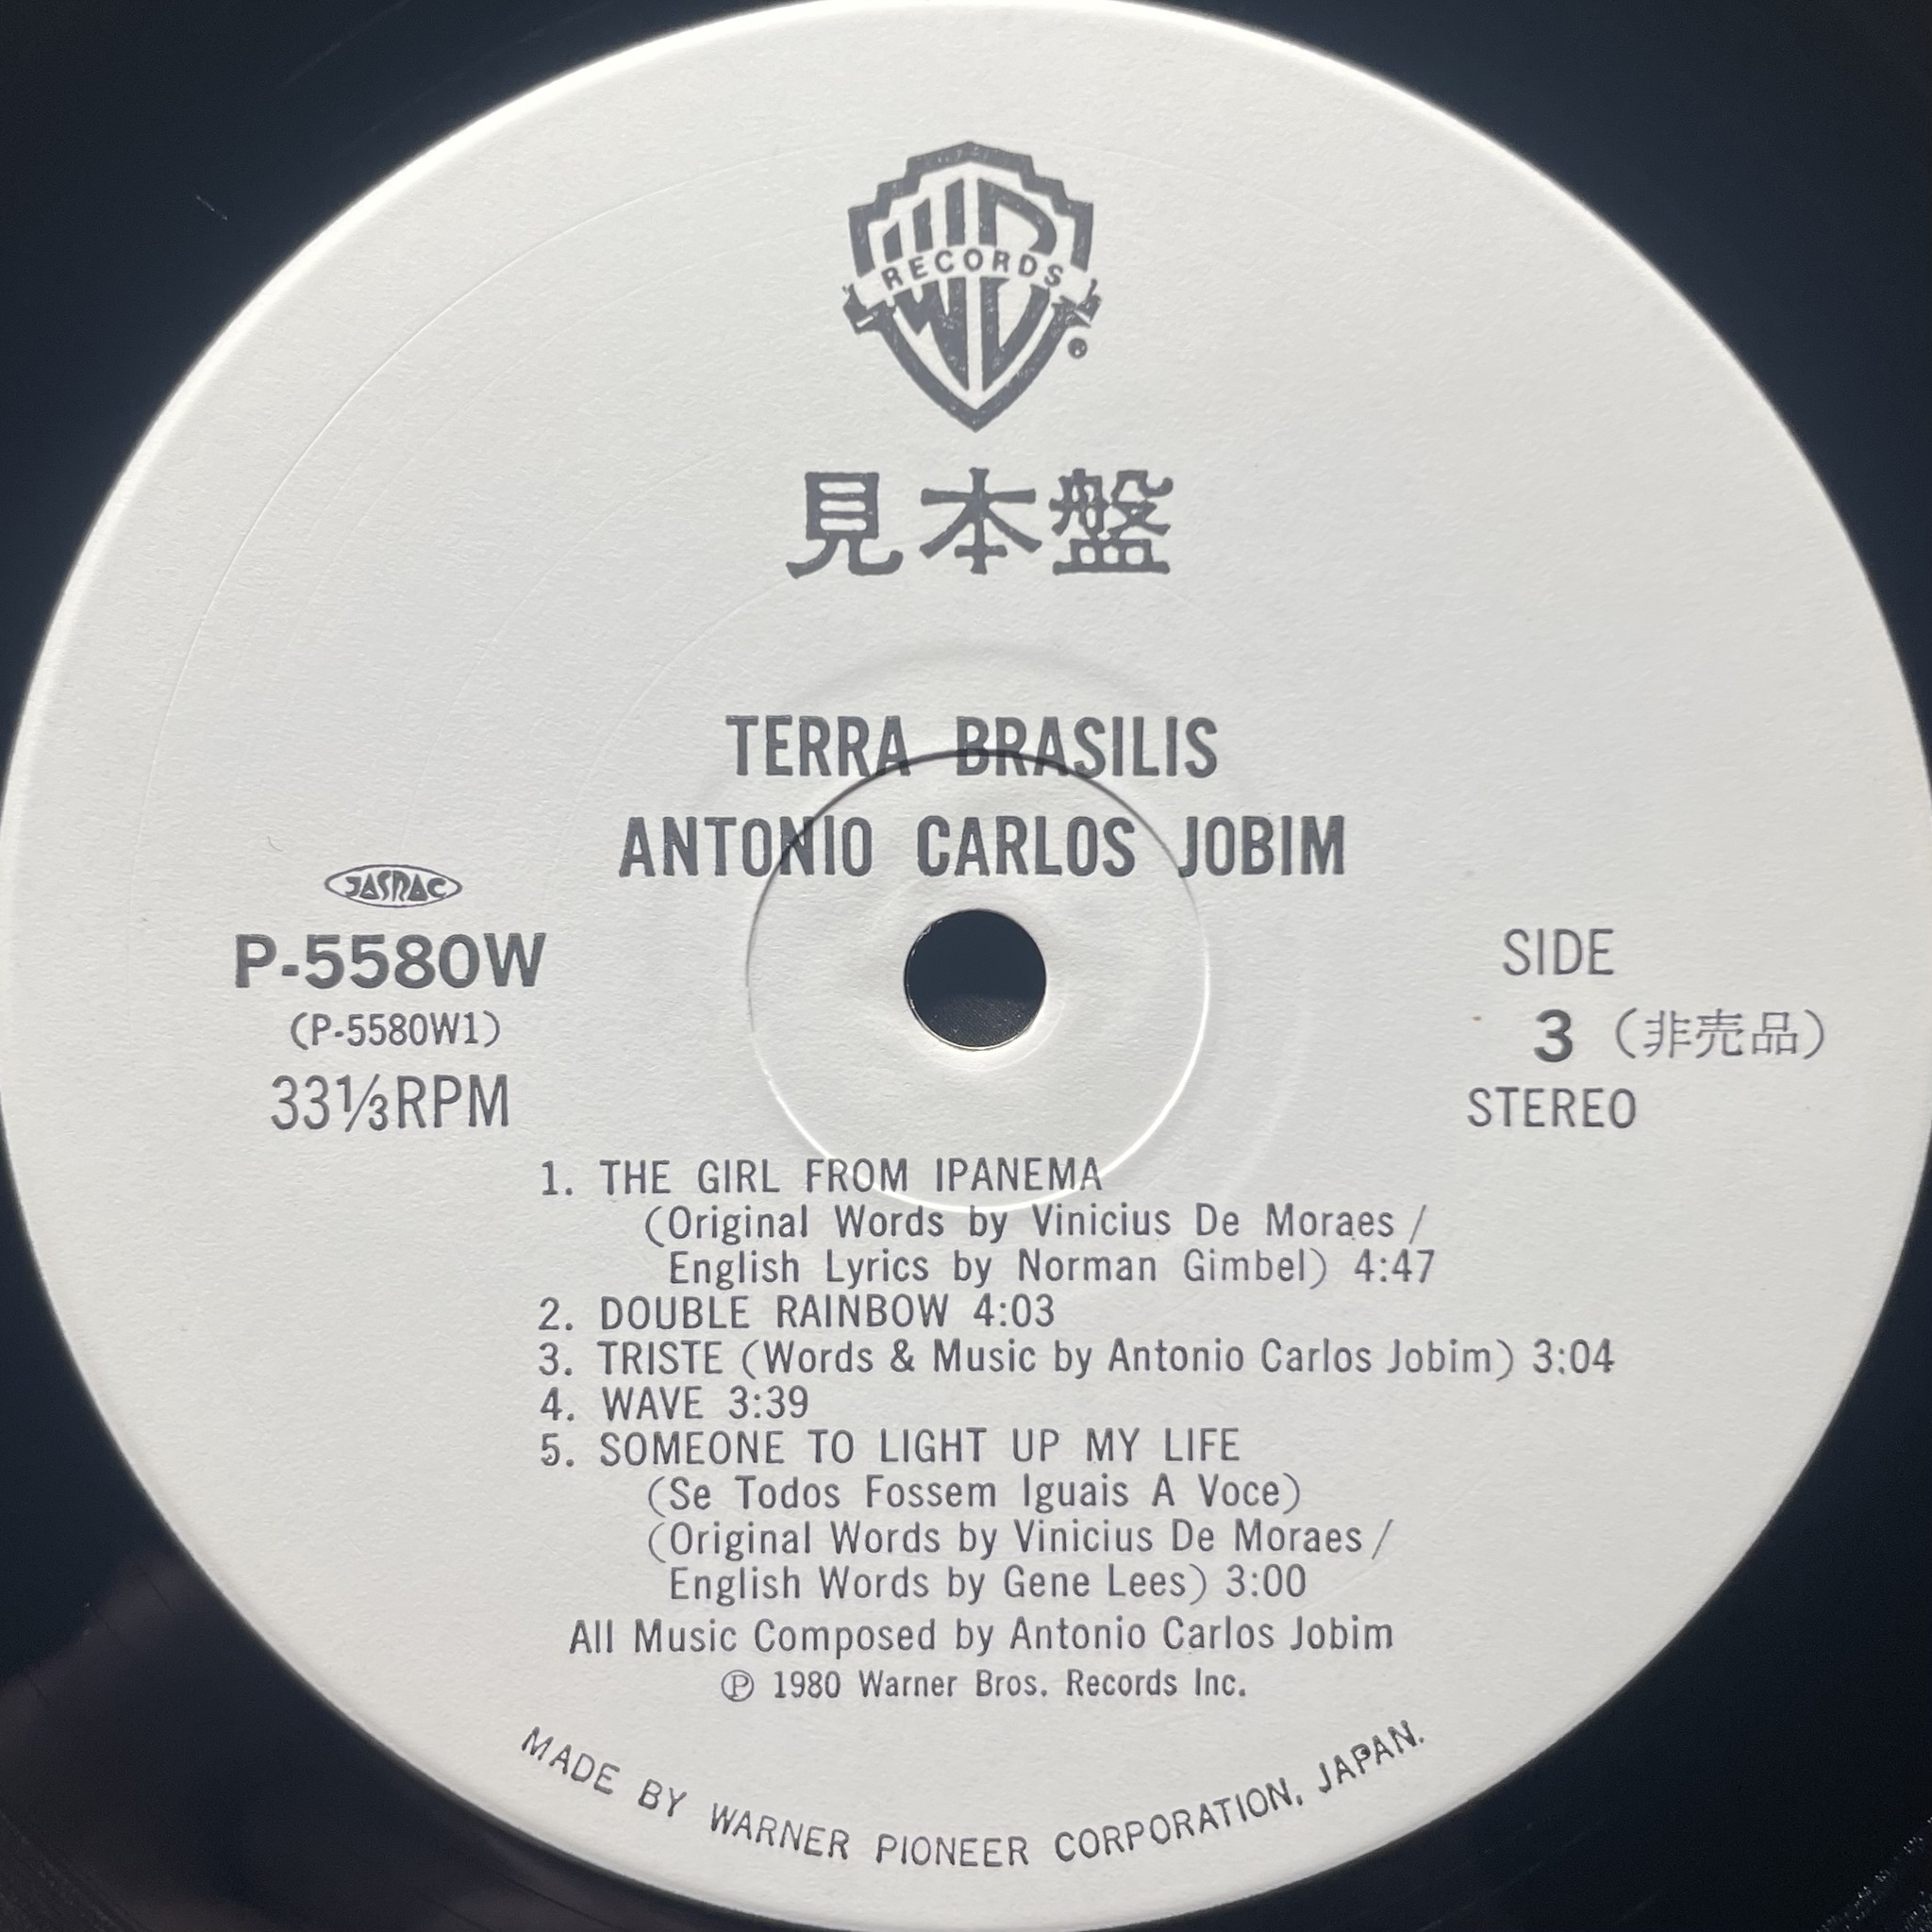 RECORDS
見本盤
TERRA BRASILIS
ANTONIO CARLOS JOBIM
JASRAC
P-5580W
(P-5580W1)
33⅓RPM
SIDE
3 (非売品)
STEREO
1. THE GIRL FROM IPANEMA
(Original Words by Vinicius De Moraes /
English Lyrics by Norman Gimbel) 4:47
2. DOUBLE RAINBOW 4:03
3. TRISTE (Words & Music by Antonio Carlos Jobim) 3:04
4. WAVE 3:39
5. SOMEONE TO LIGHT UP MY LIFE
(Se Todos Fossem Iguais A Voce)
(Original Words by Vinicius De Moraes /
English Words by Gene Lees) 3:00
All Music Composed by Antonio Carlos Jobim
℗ 1980 Warner Bros. Records Inc.
MADE BY WARNER PIONEER CORPORATION, JAPAN.